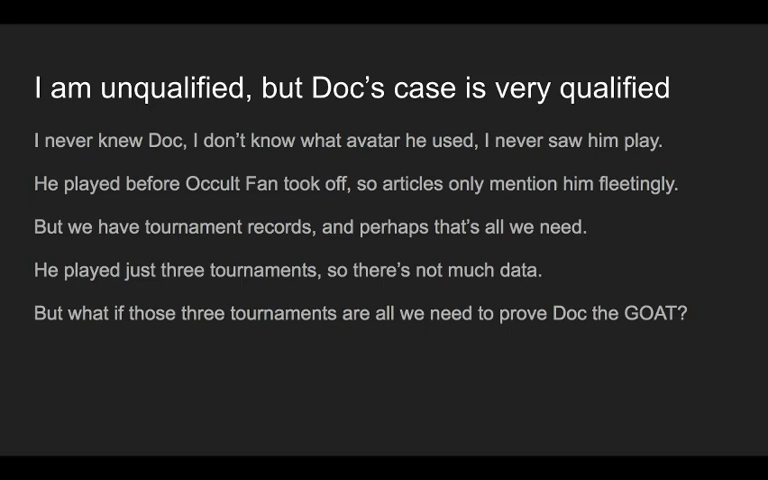 I am unqualified, but Doc’s case is very qualified
I never knew Doc, I don’t know what avatar he used, I never saw him play.
He played before Occult Fan took off, so articles only mention him fleetingly.
But we have tournament records, and perhaps that’s all we need.
He played just three tournaments, so there’s not much data.
But what if those three tournaments are all we need to prove Doc the GOAT?